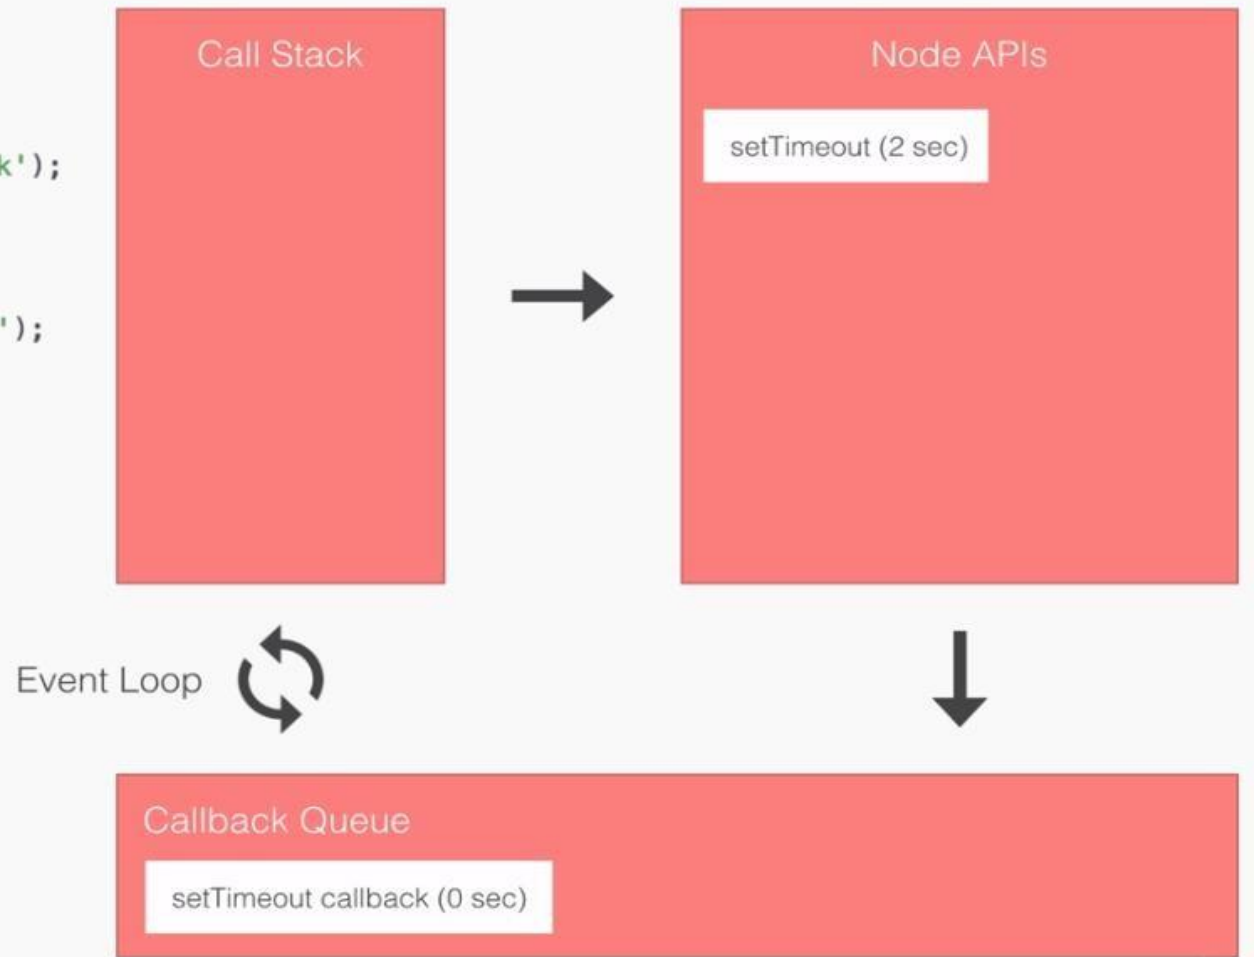 Call Stack
Node APIs
setTimeout (2 sec)
k');
');
Event Loop
Callback Queue
setTimeout callback (0 sec)